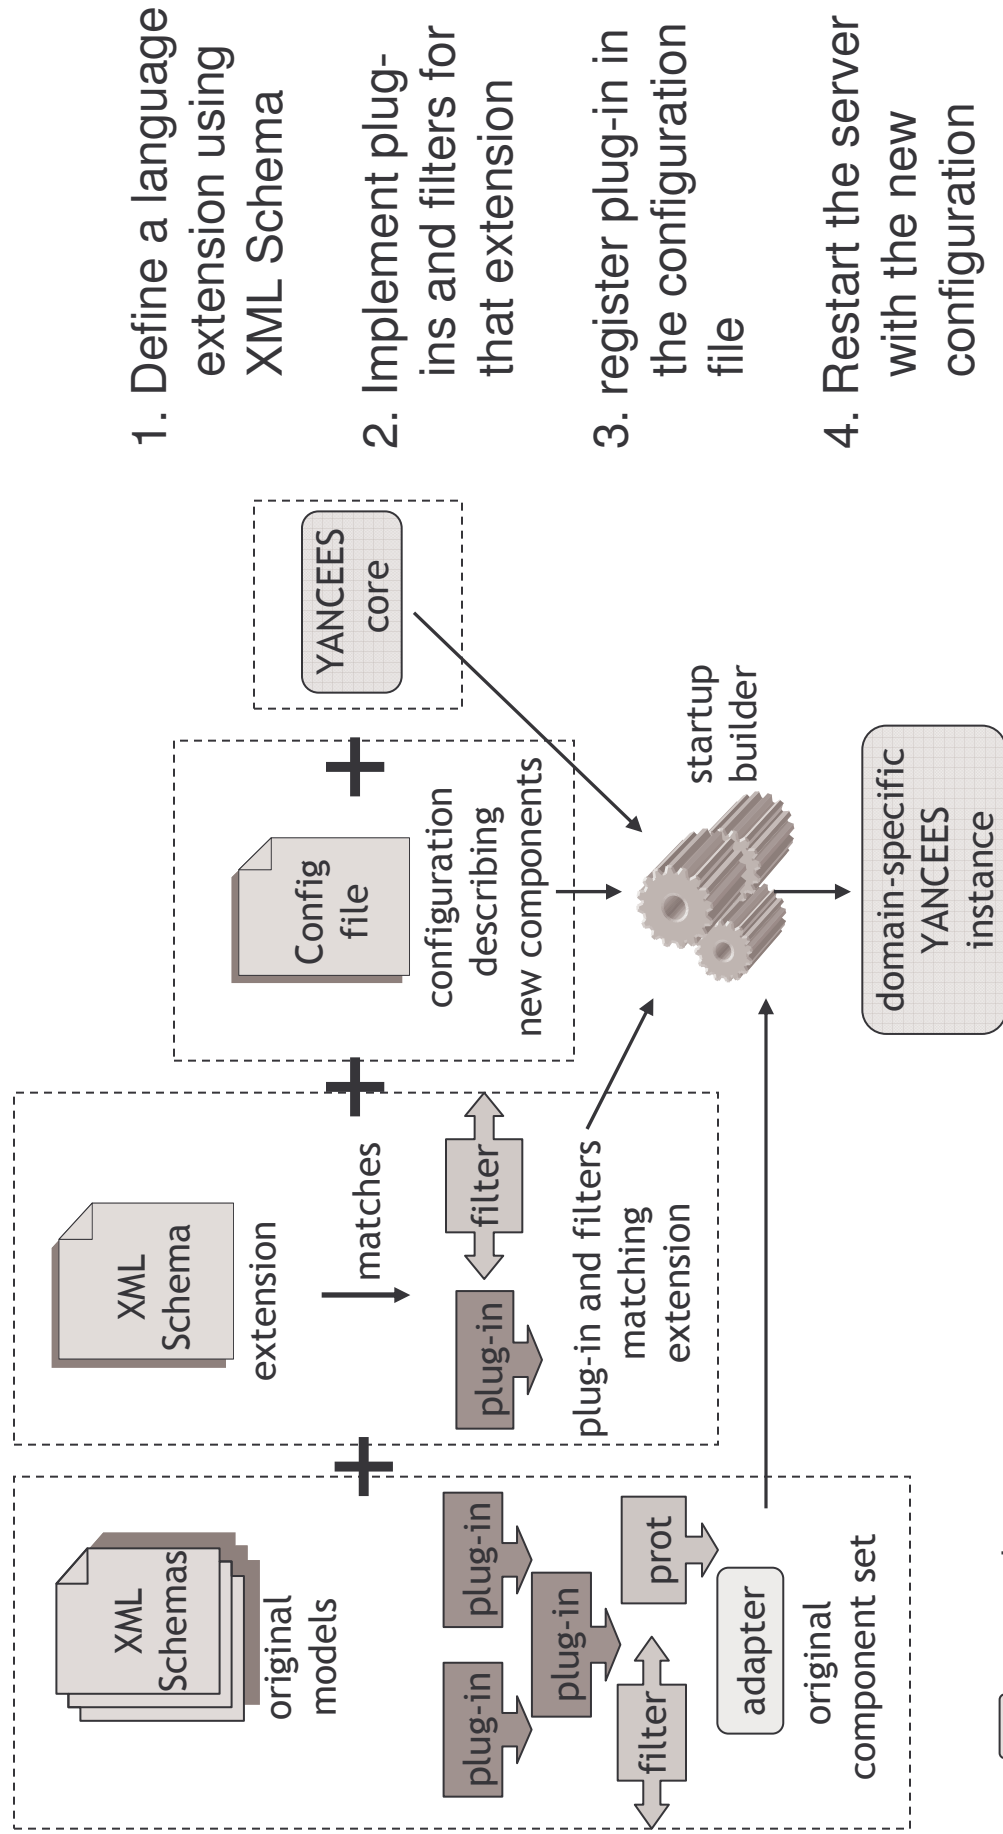 XML
Schemas
original
models
plug-in
plug-in
plug-in
filter
prot
adapter
original
component set
XML
Schema
extension
matches
plug-in
filter
plug-in and filters
matching
extension
Config
file
configuration
describing
new components
YANCEES
core
startup
builder
domain-specific
YANCEES
instance
1. Define a language
extension using
XML Schema
2. Implement plug-
ins and filters for
that extension
3. register plug-in in
the configuration
file
4. Restart the server
with the new
configuration